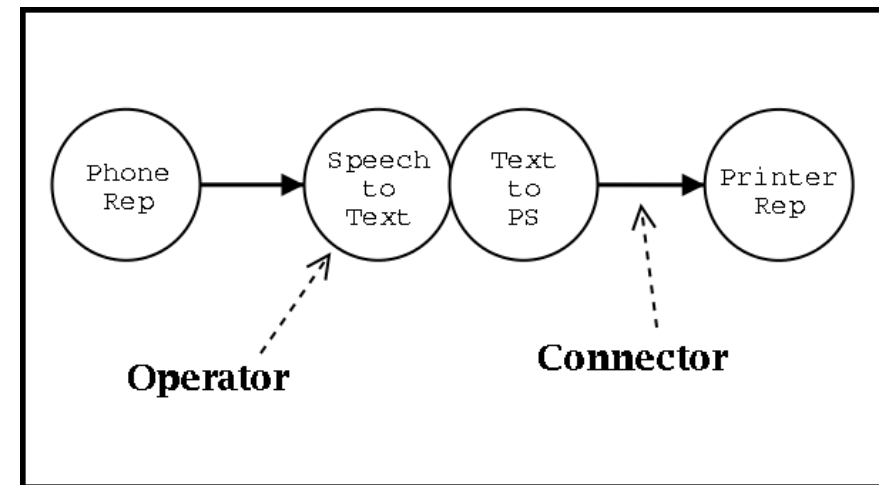 Phone
Rep
Speech
to
Text
Text
to
PS
Printer
Rep
Operator
Connector